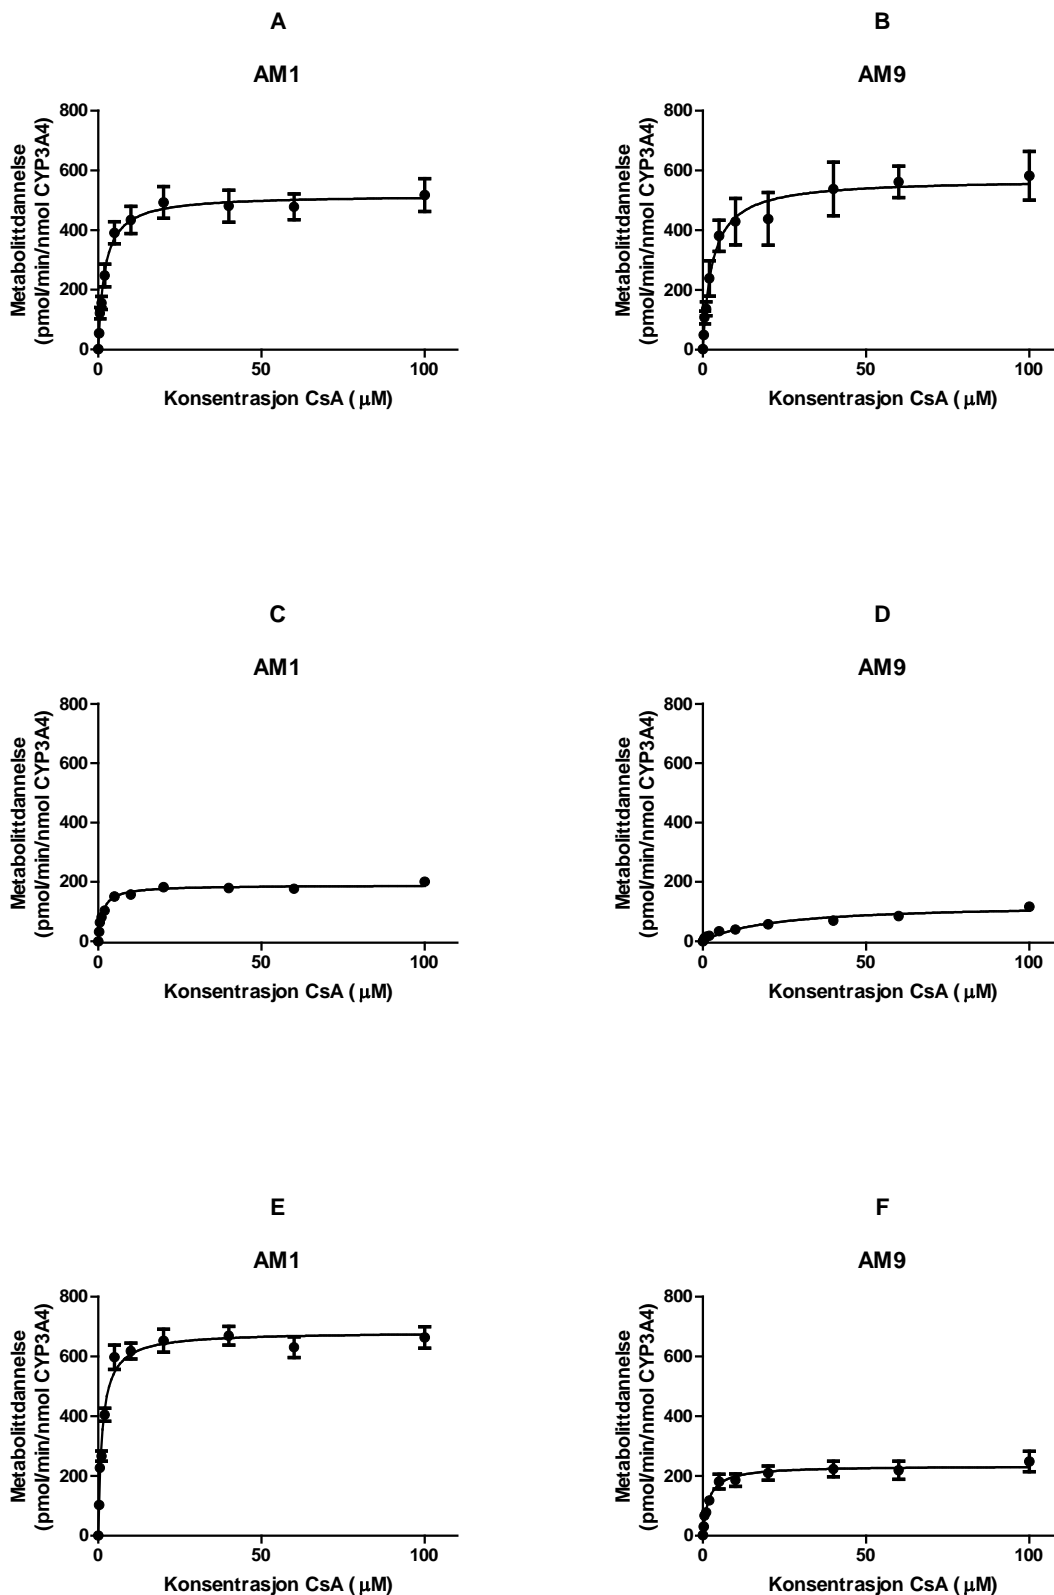 A
AM1
800
600
400
200
0
0
50
100
Metabolittdannelse
(pmol/min/nmol CYP3A4)
Konsentrasjon CsA ( μM)
B
AM9
800
600
400
200
0
0
50
100
Metabolittdannelse
(pmol/min/nmol CYP3A4)
Konsentrasjon CsA ( μM)
C
AM1
800
600
400
200
0
0
50
100
Metabolittdannelse
(pmol/min/nmol CYP3A4)
Konsentrasjon CsA ( μM)
D
AM9
800
600
400
200
0
0
50
100
Metabolittdannelse
(pmol/min/nmol CYP3A4)
Konsentrasjon CsA ( μM)
E
AM1
800
600
400
200
0
0
50
100
Metabolittdannelse
(pmol/min/nmol CYP3A4)
Konsentrasjon CsA ( μM)
F
AM9
800
600
400
200
0
0
50
100
Metabolittdannelse
(pmol/min/nmol CYP3A4)
Konsentrasjon CsA ( μM)